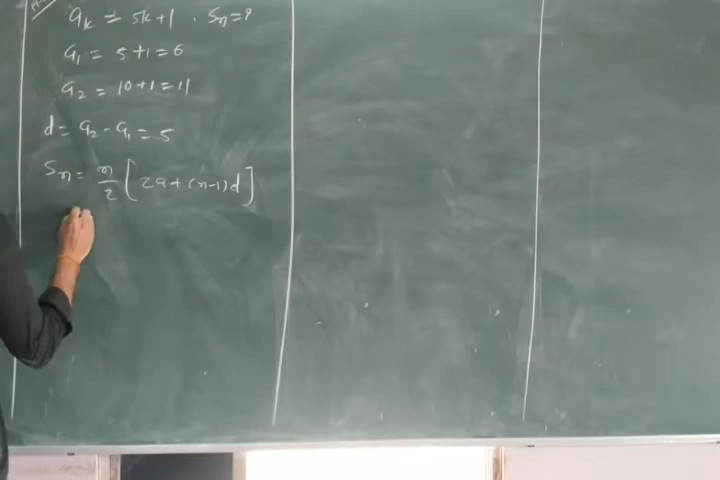 aₖ = 5k+1 . Sₙ=?
a₁ = 5+1=6
a₂ = 10+1=11
d = a₂ - a₁ = 5
Sₙ = n/2 [2a+(n-1)d]